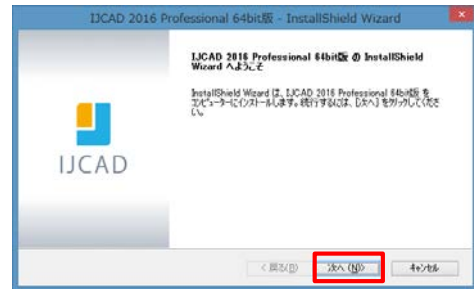 IJCAD 2016 Professional 64bit版 - InstallShield Wizard
IJCAD 2016 Professional 64bit版 の InstallShield
Wizard へようこそ
InstallShield Wizard は、IJCAD 2016 Professional 64bit版 を
コンピューターにインストールします。続行するには、[次へ] をクリックしてくださ
い。
IJCAD
< 戻る(B)
次へ (N)>
キャンセル